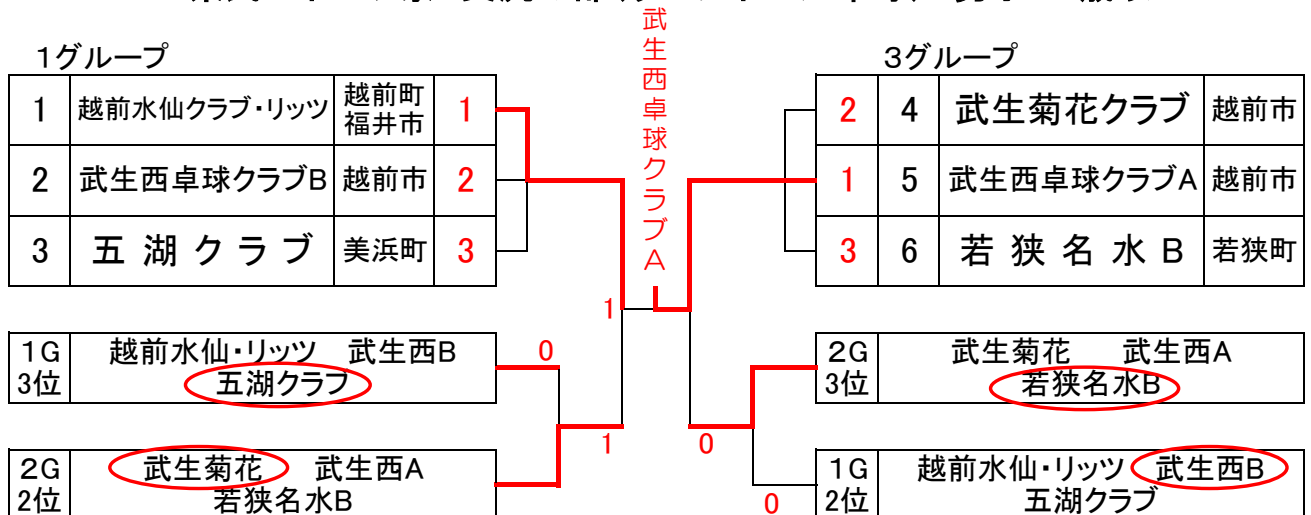 武生西卓球クラブA
1グループ
1 越前水仙クラブ・リッツ 越前町 福井市 1
2 武生西卓球クラブB 越前市 2
3 五湖クラブ 美浜町 3
3グループ
2 4 武生菊花クラブ 越前市
1 5 武生西卓球クラブA 越前市
3 6 若狭名水B 若狭町
1
1G 3位
越前水仙・リッツ 武生西B
五湖クラブ
0
2G 2位
武生菊花 武生西A
若狭名水B
1
2G 3位
武生菊花 武生西A
若狭名水B
0
1G 2位
越前水仙・リッツ 武生西B
五湖クラブ
0